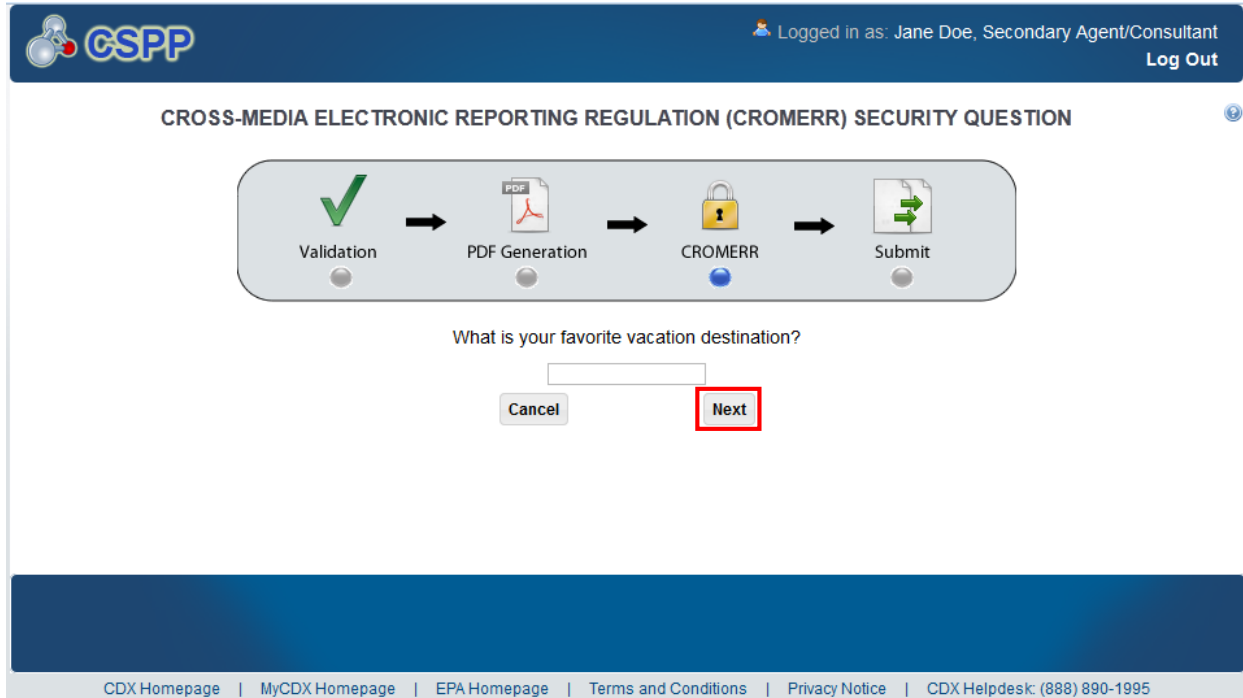 CSPP
Logged in as: Jane Doe, Secondary Agent/Consultant
Log Out
CROSS-MEDIA ELECTRONIC REPORTING REGULATION (CROMERR) SECURITY QUESTION
?
PDF
Validation PDF Generation CROMERR Submit
What is your favorite vacation destination?
Cancel Next
CDX Homepage | MyCDX Homepage | EPA Homepage | Terms and Conditions | Privacy Notice | CDX Helpdesk: (888) 890-1995